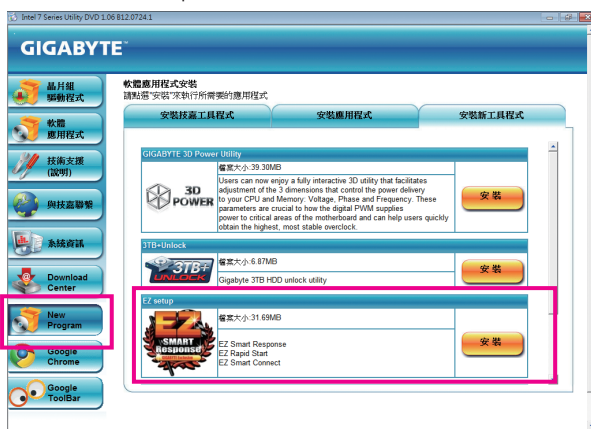 Intel 7 Series Utility DVD 1.06 B12.0724.1
GIGABYTE™
晶片組
驅動程式
軟體
應用程式
技術支援
(說明)
與技嘉聯繫
系統資訊
Download
Center
New
Program
Google
Chrome
Google
ToolBar
軟體應用程式安裝
請點選"安裝"來執行所需要的應用程式
安裝技嘉工具程式
安裝應用程式
安裝新工具程式
GIGABYTE 3D Power Utility
3D
POWER
檔案大小:39.30MB
Users can now enjoy a fully interactive 3D utility that facilitates
adjustment of the 3 dimensions that control the power delivery
to your CPU and Memory: Voltage, Phase and Frequency. These
parameters are crucial to how the digital PWM supplies
power to critical areas of the motherboard and can help users quickly
obtain the highest, most stable overclock.
安裝
3TB+Unlock
3TB+
UNLOCK
檔案大小:6.87MB
Gigabyte 3TB HDD unlock utility
安裝
EZ setup
EZ
SMART
Response
檔案大小:31.69MB
EZ Smart Response
EZ Rapid Start
EZ Smart Connect
安裝